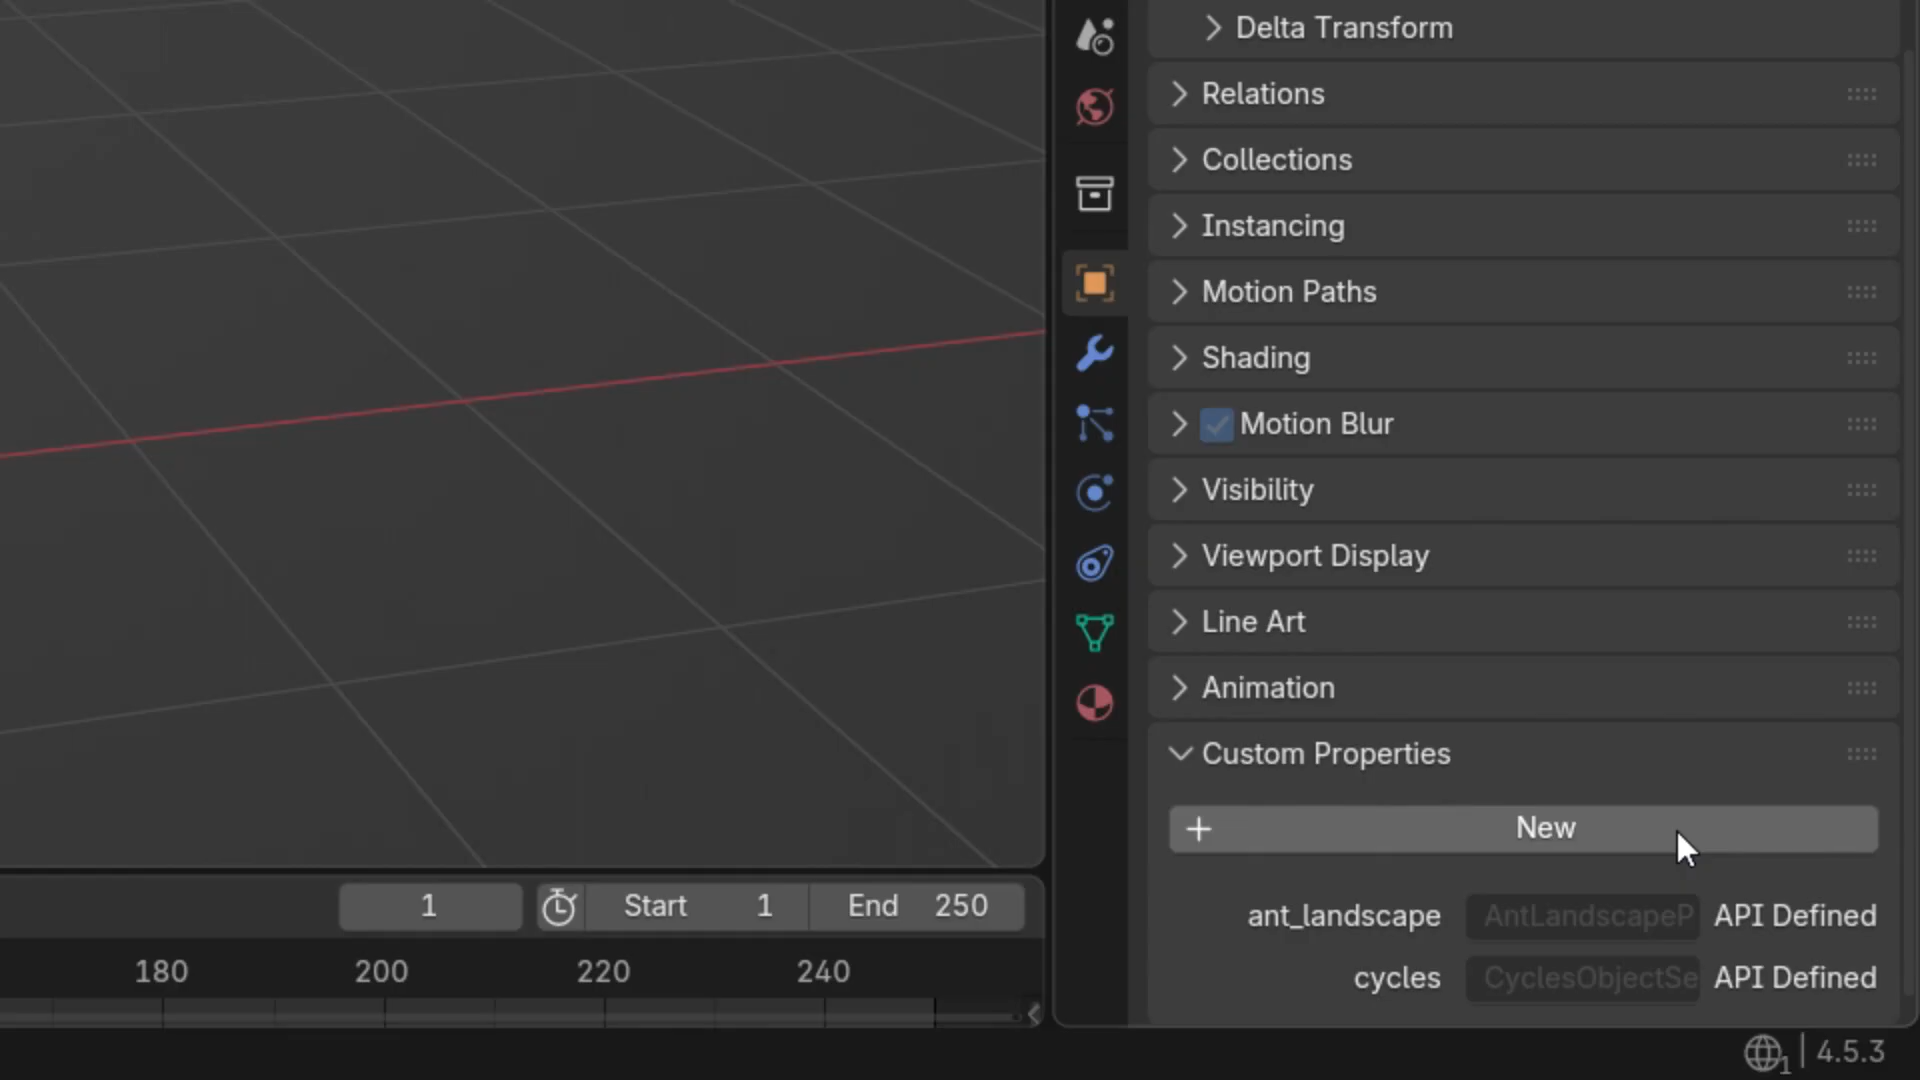 Delta Transform
Relations
Collections
Instancing
Motion Paths
Shading
Motion Blur
Visibility
Viewport Display
Line Art
Animation
Custom Properties
New
ant_landscape AntLandscapeP API Defined
cycles CyclesObjectSe API Defined
1 Start 1 End 250
180 200 220 240
1 4.5.3